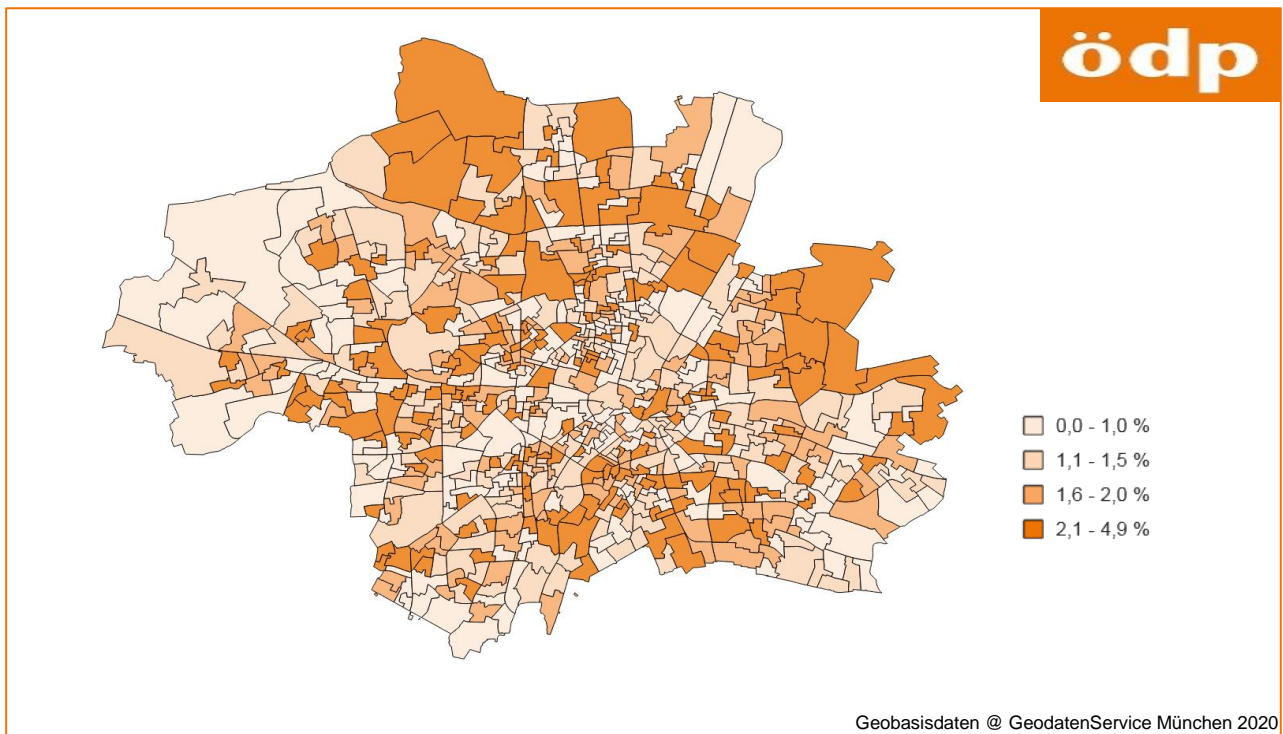 ödp
0,0 - 1,0 %
1,1 - 1,5 %
1,6 - 2,0 %
2,1 - 4,9 %
Geobasisdaten @ GeodatenService München 2020